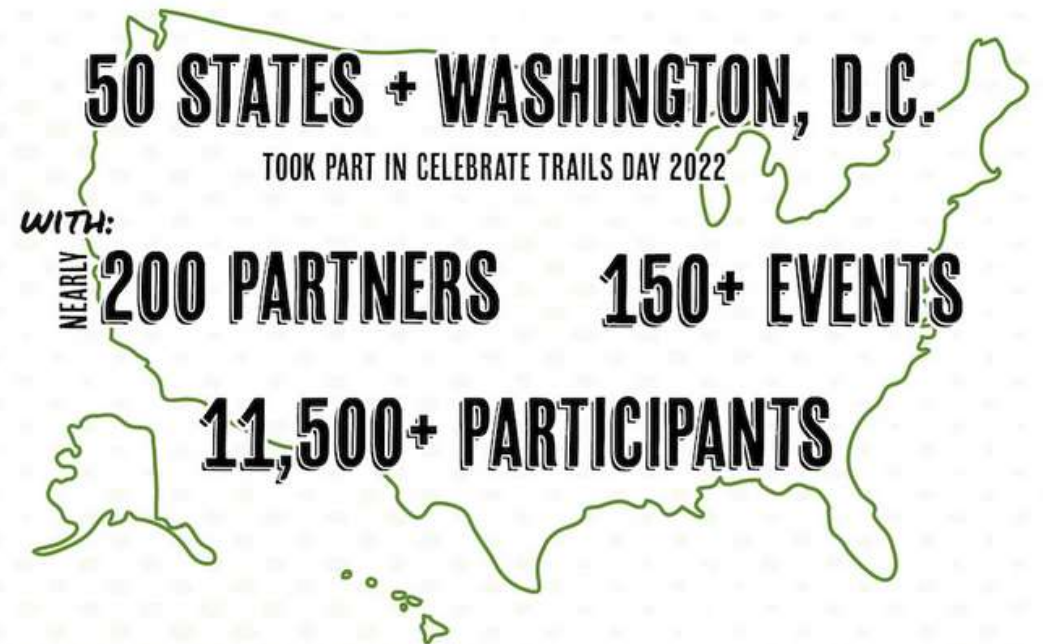 50 STATES + WASHINGTON, D.C.
TOOK PART IN CELEBRATE TRAILS DAY 2022
WITH:
NEARLY 200 PARTNERS
150+ EVENTS
11,500+ PARTICIPANTS